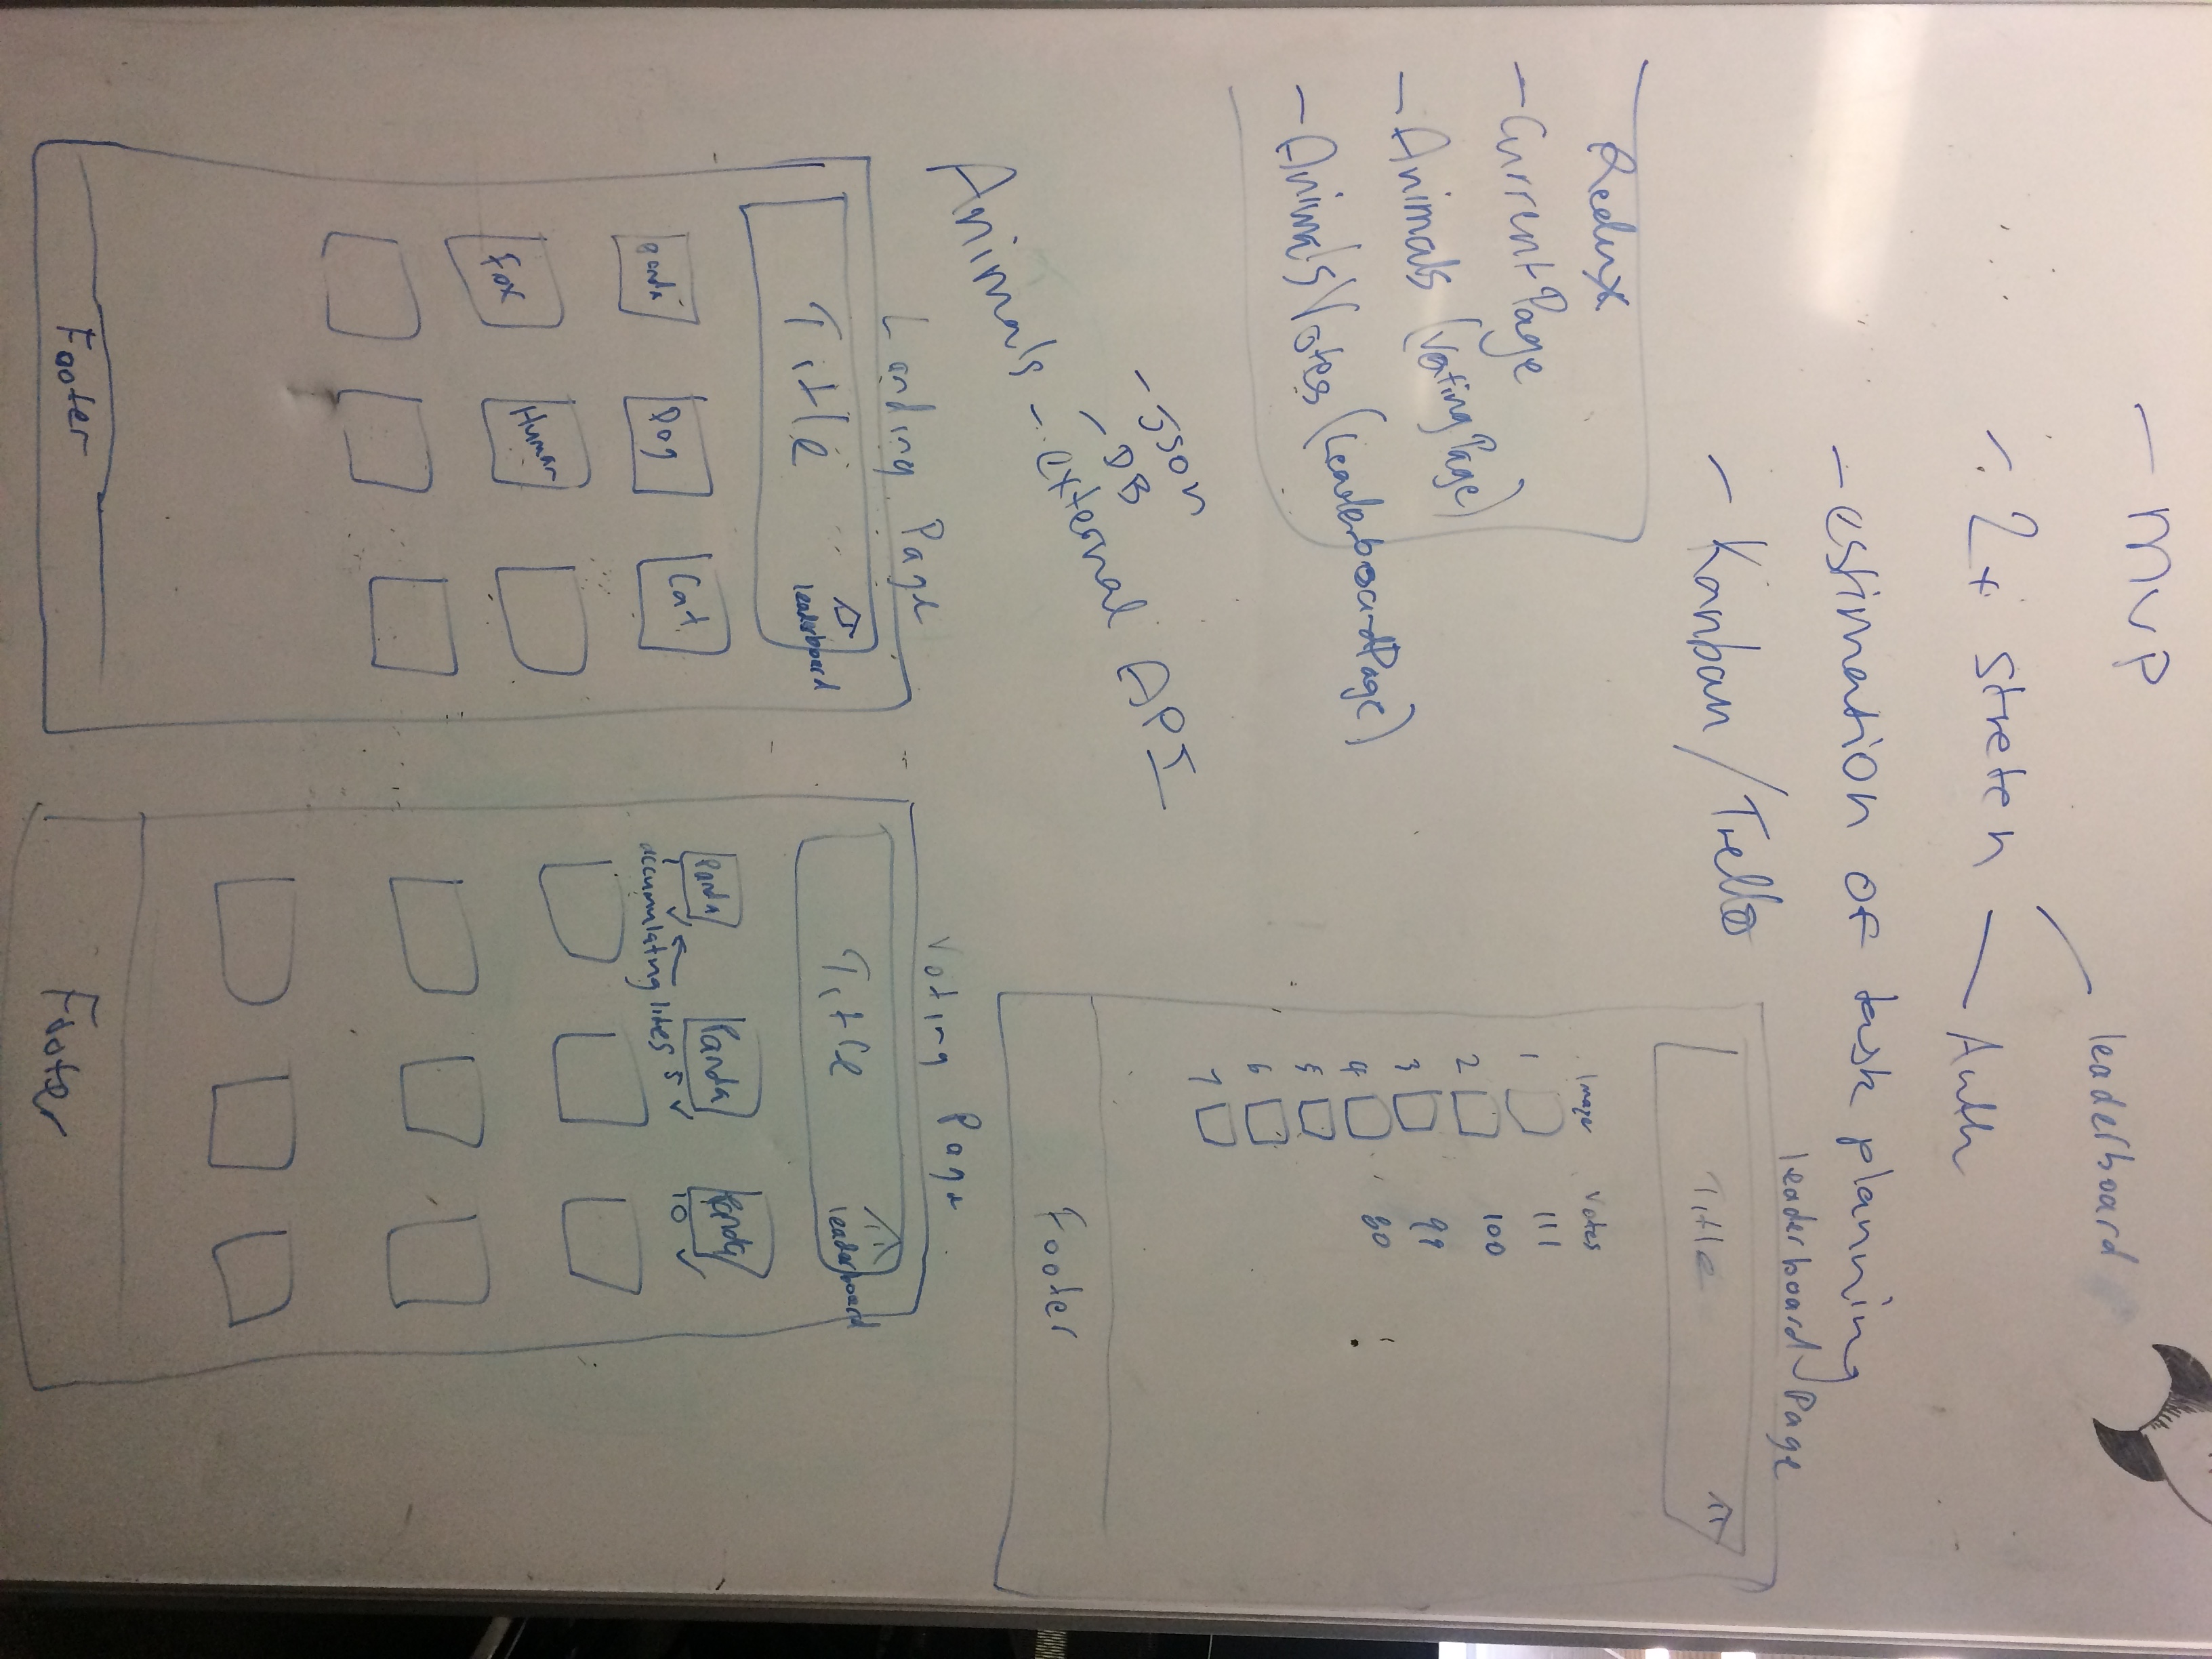 - MVP
- 2x stretch — Auth
leaderboard
- estimation of task planning
- Kanban/Trello
Redux
- CurrentPage
- Animals (VotingPage)
- AnimalsVotes (LeaderboardPage)
- JSON
- DB
Animals - external API
Landing Page
Title
leaderboard
Panda
Dog
Cat
Fox
Human
Footer
Voting Page
Title
leaderboard
Panda
Panda
Panda
accumulating likes 5
10
Footer
leaderboard Page
Title
Image
Votes
1
111
2
100
3
99
4
80
5
6
7
Footer